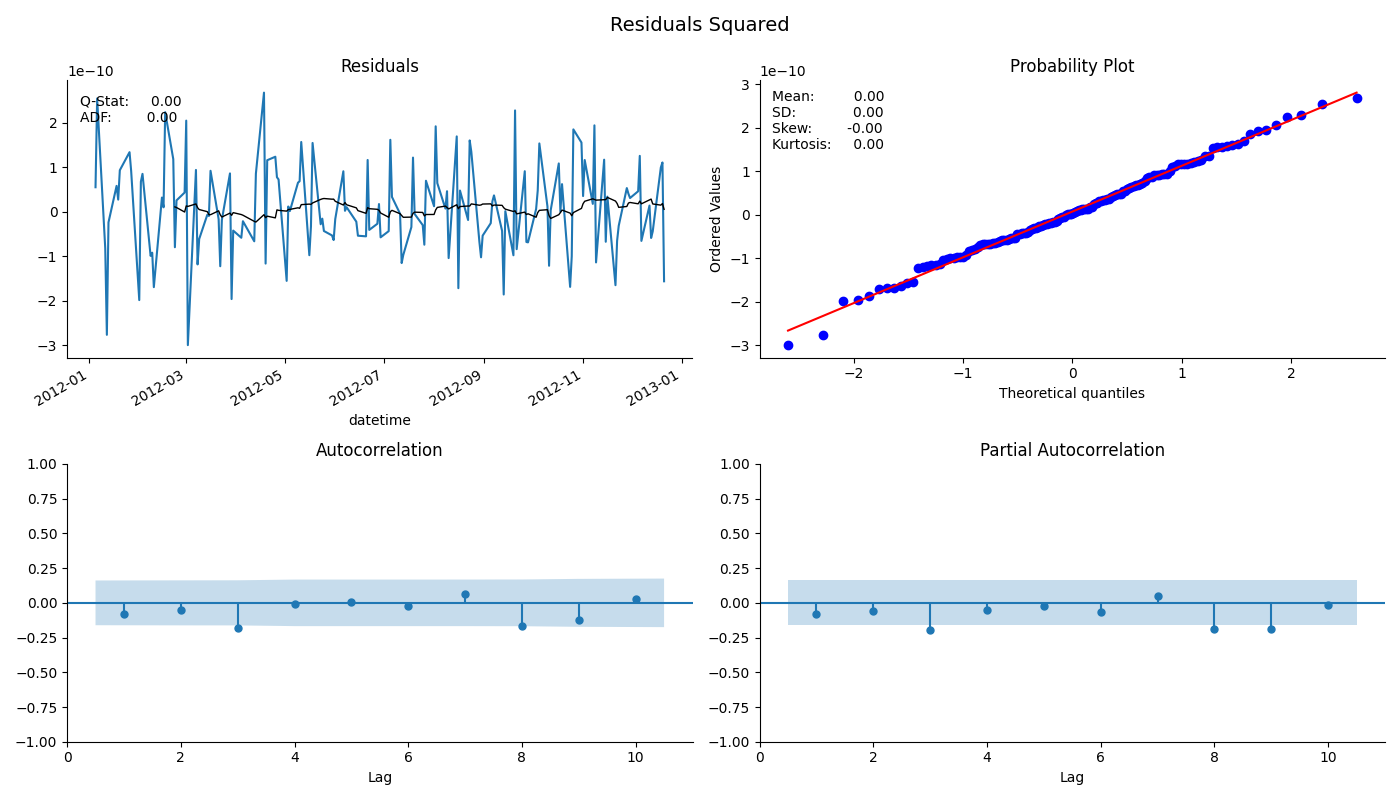 Residuals Squared
Residuals
1e−10
Q-Stat: 0.00
ADF: 0.00
2
1
0
−1
−2
−3
2012-01 2012-03 2012-05 2012-07 2012-09 2012-11 2013-01
datetime
Probability Plot
1e−10
Mean: 0.00
SD: 0.00
Skew: -0.00
Kurtosis: 0.00
Ordered Values
3
2
1
0
−1
−2
−3
−2 −1 0 1 2
Theoretical quantiles
Autocorrelation
1.00
0.75
0.50
0.25
0.00
−0.25
−0.50
−0.75
−1.00
0 2 4 6 8 10
Lag
Partial Autocorrelation
1.00
0.75
0.50
0.25
0.00
−0.25
−0.50
−0.75
−1.00
0 2 4 6 8 10
Lag